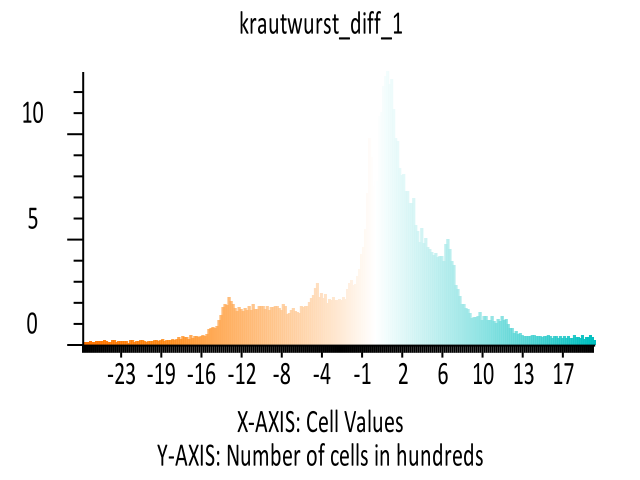 krautwurst_diff_1
10
5
0
-23 -19 -16 -12 -8 -4 -1 2 6 10 13 17
X-AXIS: Cell Values
Y-AXIS: Number of cells in hundreds